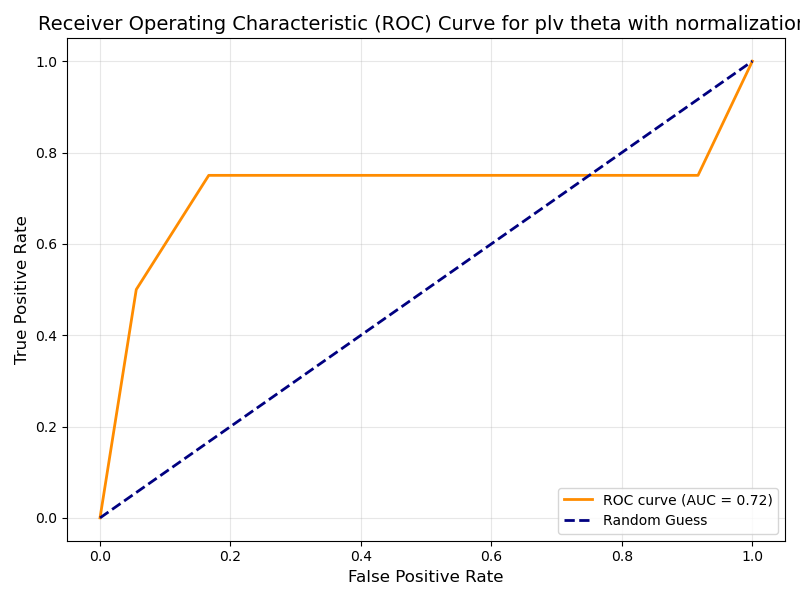 Receiver Operating Characteristic (ROC) Curve for plv theta with normalization
1.0
0.8
0.6
0.4
0.2
0.0
True Positive Rate
0.0 0.2 0.4 0.6 0.8 1.0
False Positive Rate
ROC curve (AUC = 0.72)
Random Guess